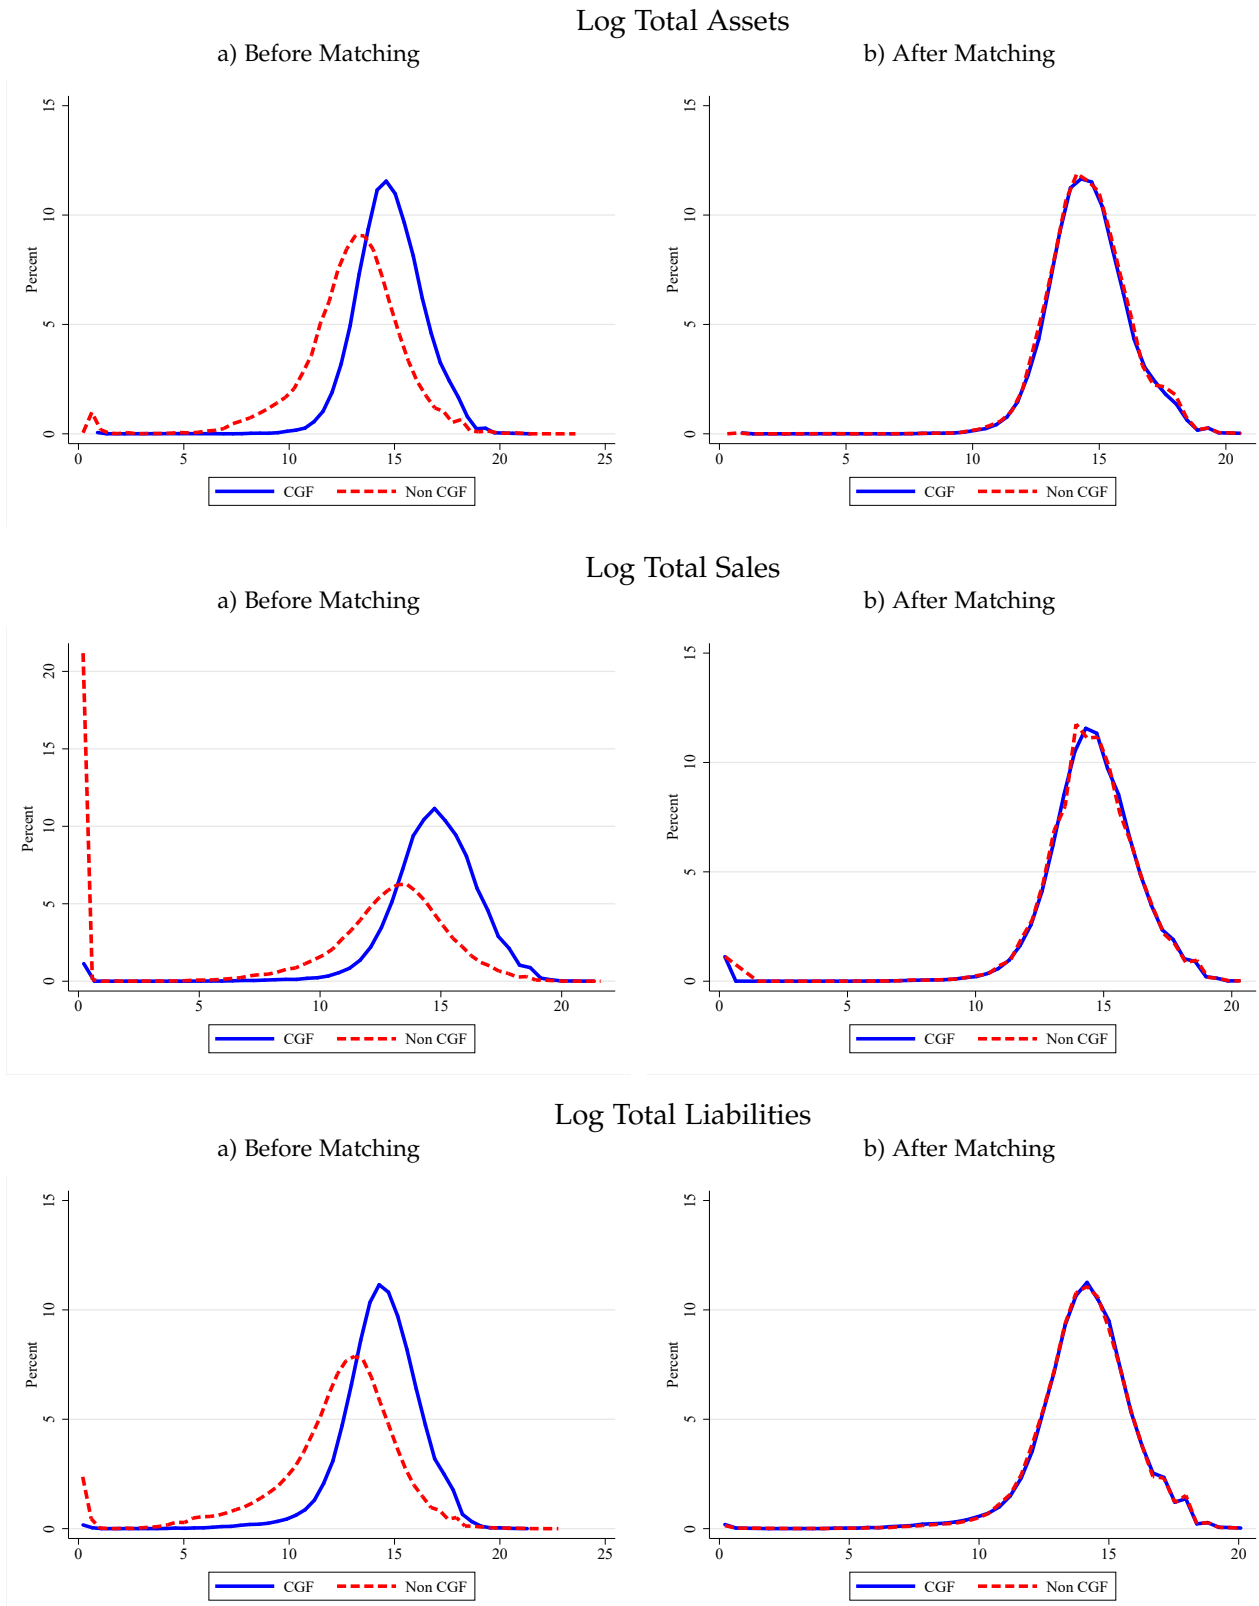 Log Total Assets
a) Before Matching
b) After Matching
15
10
5
0
Percent
0 5 10 15 20 25
CGF Non CGF
15
10
5
0
Percent
0 5 10 15 20
CGF Non CGF
Log Total Sales
a) Before Matching
b) After Matching
20
15
10
5
0
Percent
0 5 10 15 20
CGF Non CGF
15
10
5
0
Percent
0 5 10 15 20
CGF Non CGF
Log Total Liabilities
a) Before Matching
b) After Matching
15
10
5
0
Percent
0 5 10 15 20 25
CGF Non CGF
15
10
5
0
Percent
0 5 10 15 20
CGF Non CGF